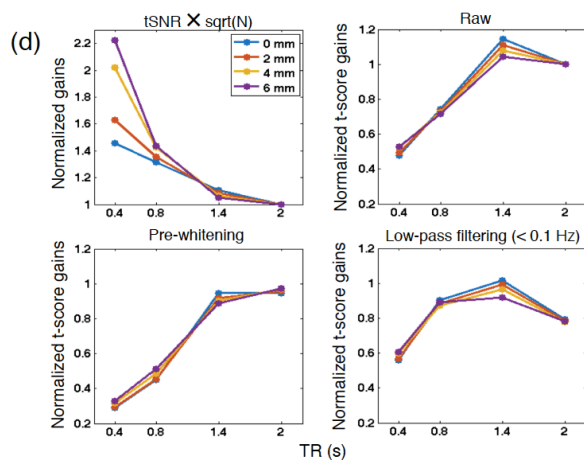 (d)
tSNR × sqrt(N)
Normalized gains
2.2
2
1.8
1.6
1.4
1.2
1
0.4 0.8 1.4 2
0 mm
2 mm
4 mm
6 mm
Raw
Normalized t-score gains
1.2
1
0.8
0.6
0.4
0.2
0.4 0.8 1.4 2
Pre-whitening
Normalized t-score gains
1.2
1
0.8
0.6
0.4
0.2
0.4 0.8 1.4 2
Low-pass filtering (< 0.1 Hz)
Normalized t-score gains
1.2
1
0.8
0.6
0.4
0.2
0.4 0.8 1.4 2
TR (s)